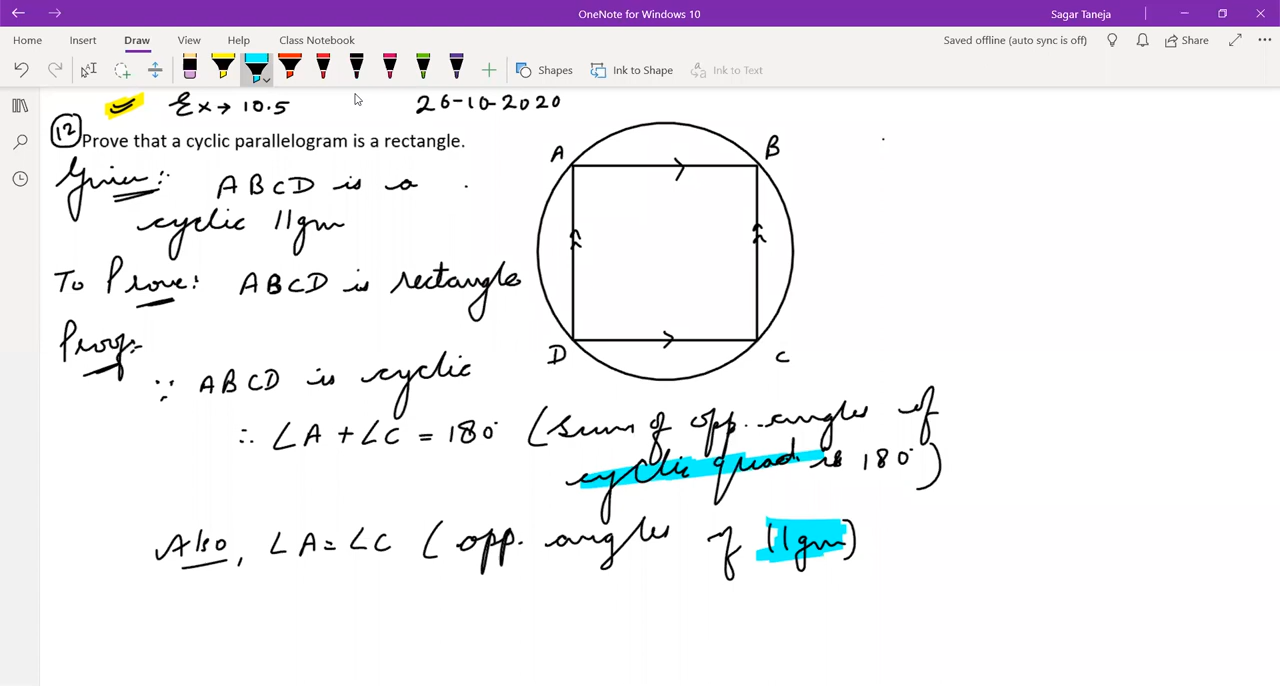 OneNote for Windows 10
Sagar Taneja
Home Insert Draw View Help Class Notebook
Saved offline (auto sync is off) Share
Shapes Ink to Shape Ink to Text
Ex → 10.5 26-10-2020
(12) Prove that a cyclic parallelogram is a rectangle.
Given: ABCD is a
cyclic ||gm
To Prove: ABCD is rectangle
Proof:-
∵ ABCD is cyclic
∴ ∠A + ∠C = 180° (Sum of opp. angles of
cyclic quad. is 180°)
Also, ∠A = ∠C (opp. angles of ||gm)
A B
D C